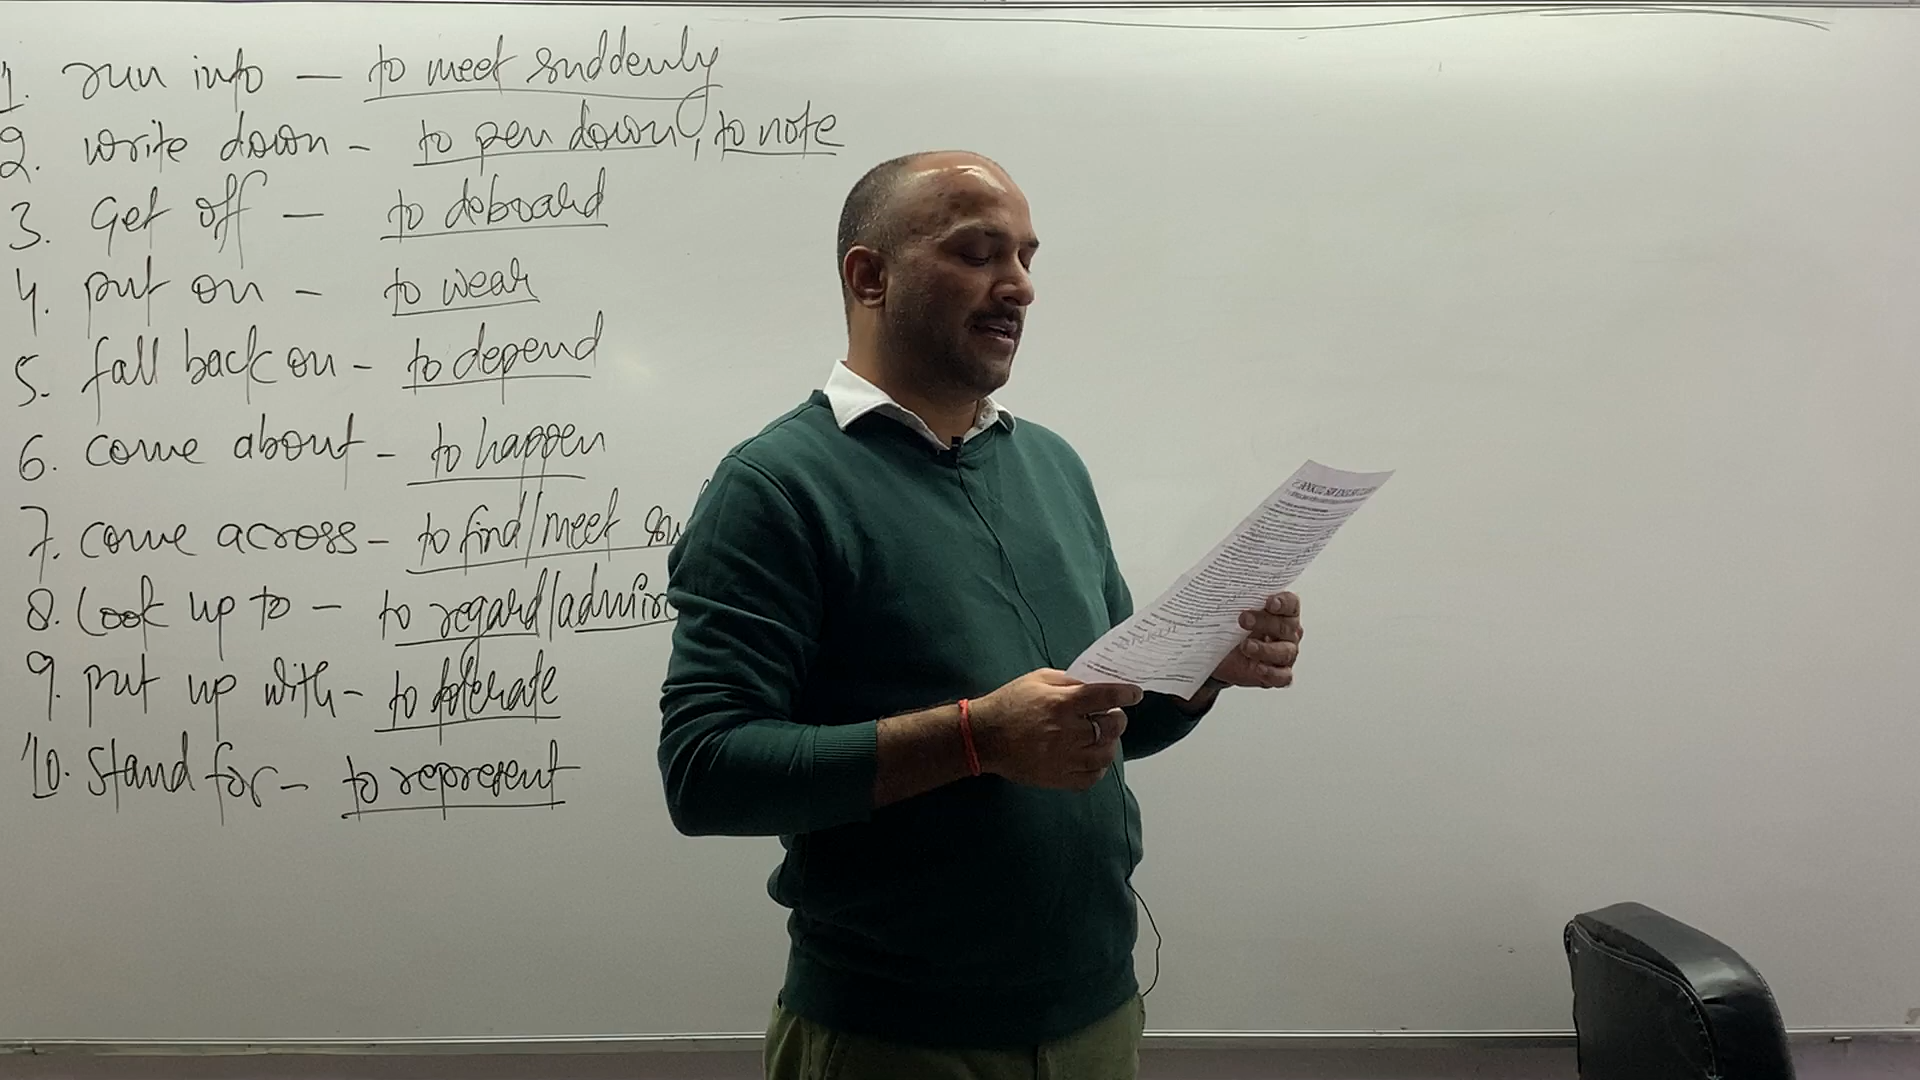 1. run into — to meet suddenly
2. write down - to pen down, to note
3. Get off — to deboard
4. put on - to wear
5. fall back on - to depend
6. come about - to happen
7. come across - to find/meet
8. Look up to - to regard/admire
9. put up with - to tolerate
10. Stand for - to represent